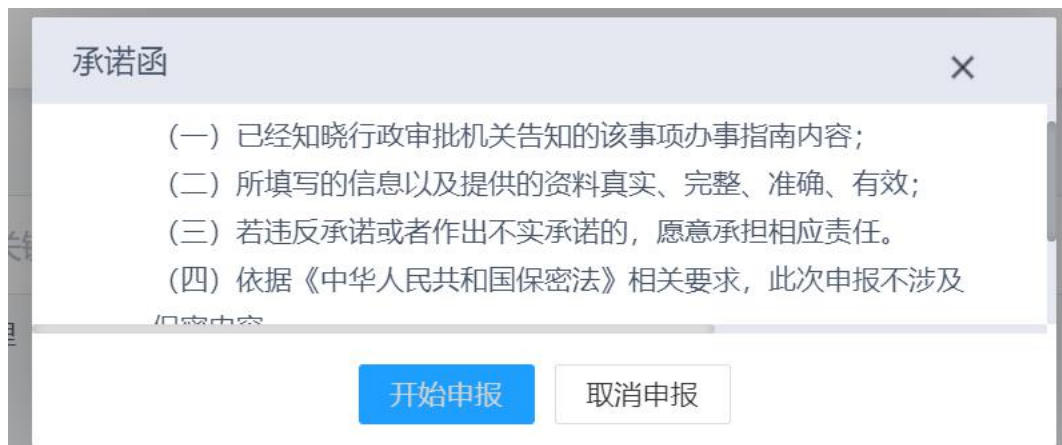 承诺函
（一）已经知晓行政审批机关告知的该事项办事指南内容；
（二）所填写的信息以及提供的资料真实、完整、准确、有效；
（三）若违反承诺或者作出不实承诺的，愿意承担相应责任。
（四）依据《中华人民共和国保密法》相关要求，此次申报不涉及
开始申报
取消申报